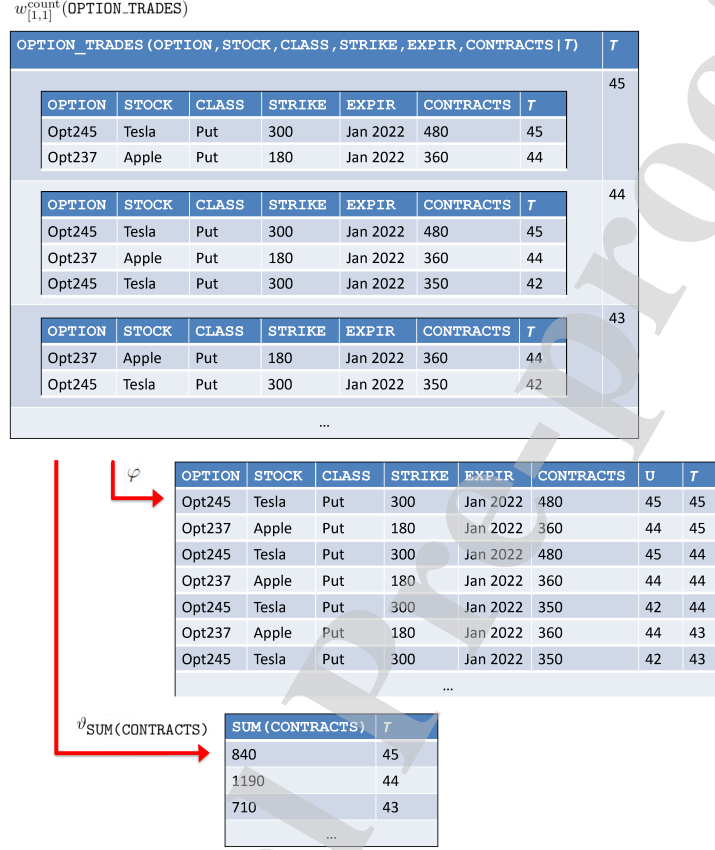 w^count_[1,1](OPTION_TRADES)
OPTION_TRADES(OPTION,STOCK,CLASS,STRIKE,EXPIR,CONTRACTS|T) T
45
OPTION STOCK CLASS STRIKE EXPIR CONTRACTS T
Opt245 Tesla Put 300 Jan 2022 480 45
Opt237 Apple Put 180 Jan 2022 360 44
44
OPTION STOCK CLASS STRIKE EXPIR CONTRACTS T
Opt245 Tesla Put 300 Jan 2022 480 45
Opt237 Apple Put 180 Jan 2022 360 44
Opt245 Tesla Put 300 Jan 2022 350 42
43
OPTION STOCK CLASS STRIKE EXPIR CONTRACTS T
Opt237 Apple Put 180 Jan 2022 360 44
Opt245 Tesla Put 300 Jan 2022 350 42
...
φ
OPTION STOCK CLASS STRIKE EXPIR CONTRACTS U T
Opt245 Tesla Put 300 Jan 2022 480 45 45
Opt237 Apple Put 180 Jan 2022 360 44 45
Opt245 Tesla Put 300 Jan 2022 480 45 44
Opt237 Apple Put 180 Jan 2022 360 44 44
Opt245 Tesla Put 300 Jan 2022 350 42 44
Opt237 Apple Put 180 Jan 2022 360 44 43
Opt245 Tesla Put 300 Jan 2022 350 42 43
...
ϑSUM(CONTRACTS)
SUM(CONTRACTS) T
840 45
1190 44
710 43
...
l Pre-proo